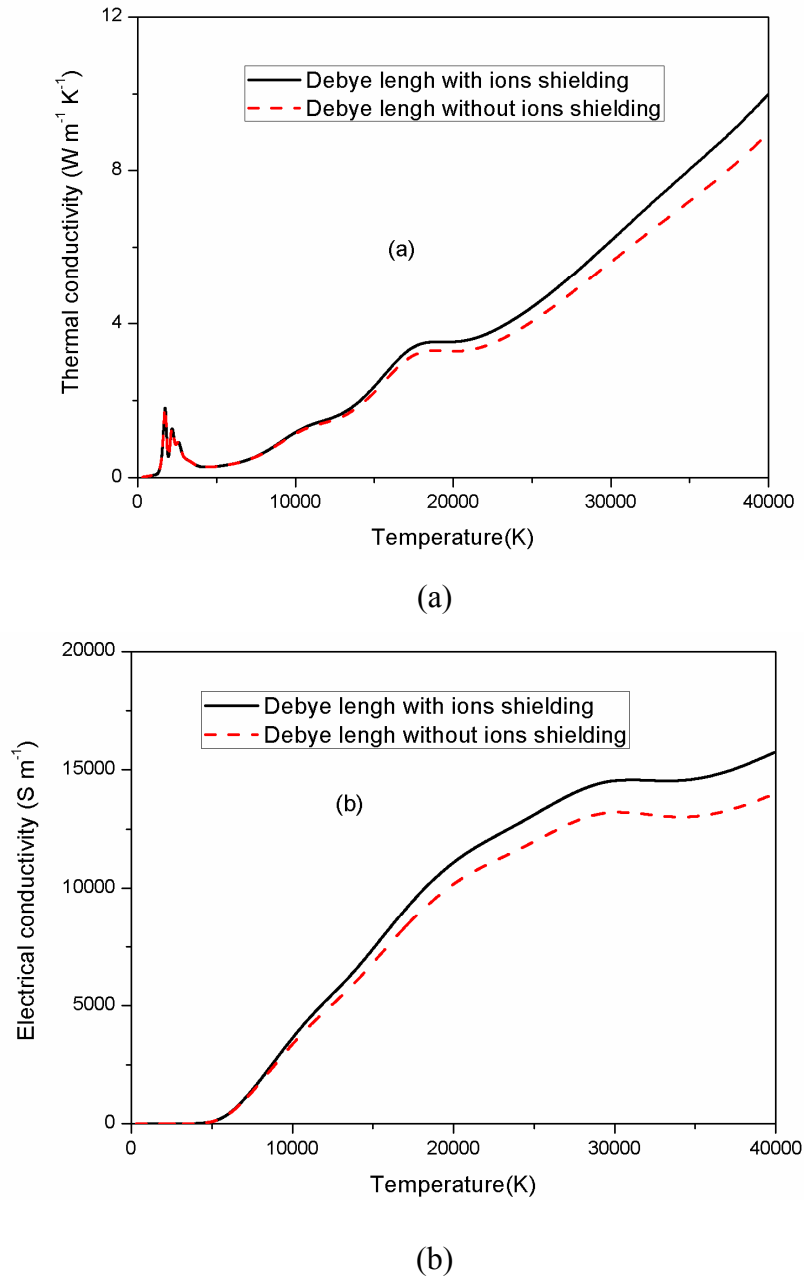 12
8
4
0
Thermal conductivity (W m⁻¹ K⁻¹)
Debye lengh with ions shielding
Debye lengh without ions shielding
(a)
0
10000
20000
30000
40000
Temperature(K)
(a)
20000
15000
10000
5000
0
Electrical conductivity (S m⁻¹)
Debye lengh with ions shielding
Debye lengh without ions shielding
(b)
0
10000
20000
30000
40000
Temperature(K)
(b)